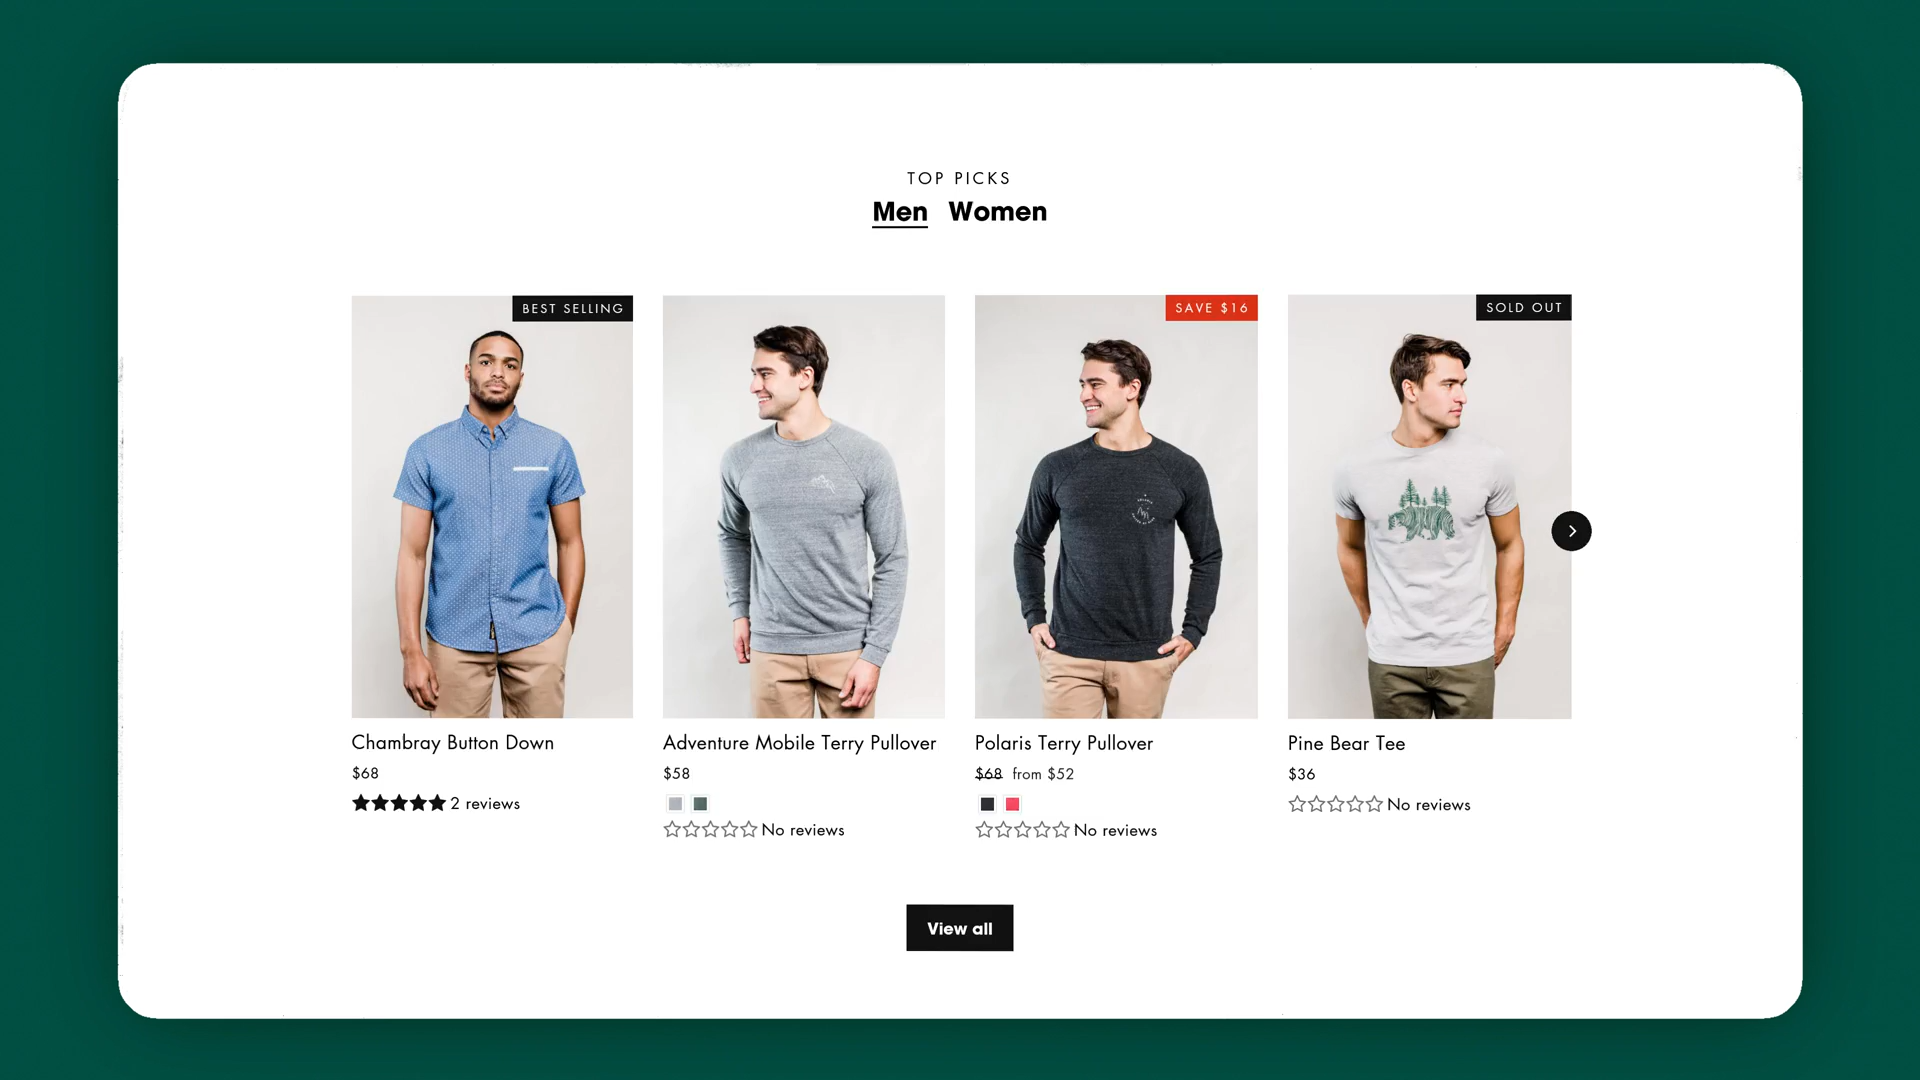 TOP PICKS
Men Women
BEST SELLING
SAVE $16
SOLD OUT
Chambray Button Down
$68
2 reviews
Adventure Mobile Terry Pullover
$58
No reviews
Polaris Terry Pullover
$68 from $52
No reviews
Pine Bear Tee
$36
No reviews
View all